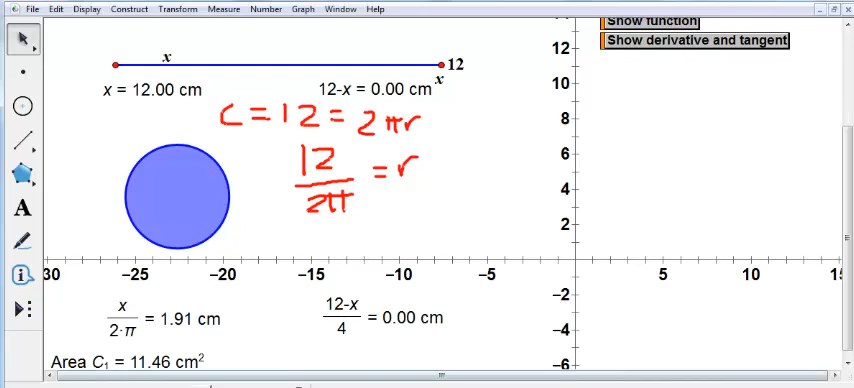 File Edit Display Construct Transform Measure Number Graph Window Help
Show function
Show derivative and tangent
x
12
x
x = 12.00 cm
12-x = 0.00 cm
C = 12 = 2πr
12/2π = r
12
10
8
6
4
2
-2
-4
-6
30 -25 -20 -15 -10 -5 5 10 15
x/2·π = 1.91 cm
12-x/4 = 0.00 cm
Area C₁ = 11.46 cm²
A